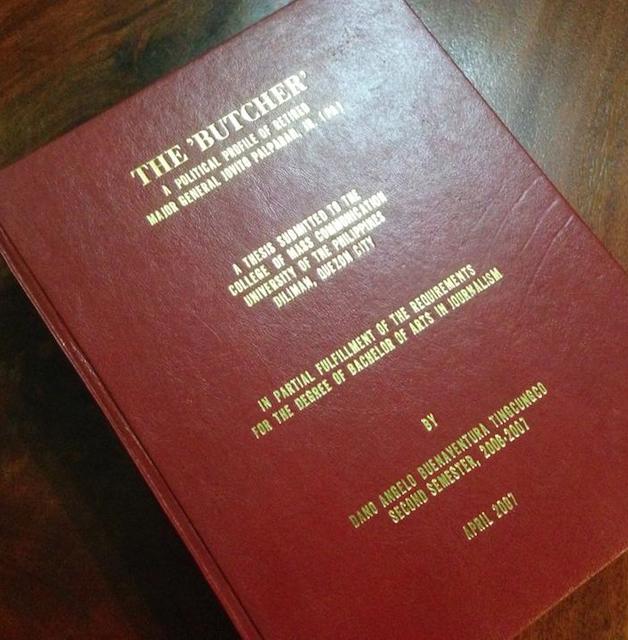 THE 'BUTCHER'
A POLITICAL PROFILE OF RETIRED
MAJOR GENERAL JOVITO PALPARAN, JR. (RET)
A THESIS SUBMITTED TO THE
COLLEGE OF MASS COMMUNICATION
UNIVERSITY OF THE PHILIPPINES
DILIMAN, QUEZON CITY
IN PARTIAL FULFILLMENT OF THE REQUIREMENTS
FOR THE DEGREE OF BACHELOR OF ARTS IN JOURNALISM
BY
DANO ANGELO BUENAVENTURA TINGCUNGCO
SECOND SEMESTER, 2006-2007
APRIL 2007